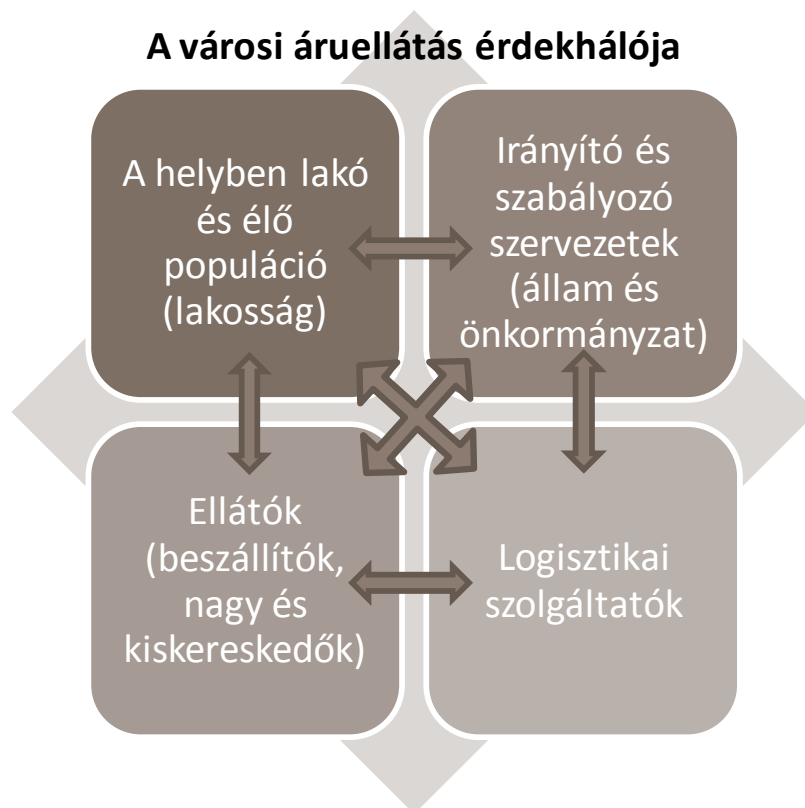 A városi áruellátás érdekhálója
A helyben lakó
és élő
populáció
(lakosság)
Irányító és
szabályozó
szervezetek
(állam és
önkormányzat)
Ellátók
(beszállítók,
nagy és
kiskereskedők)
Logisztikai
szolgáltatók